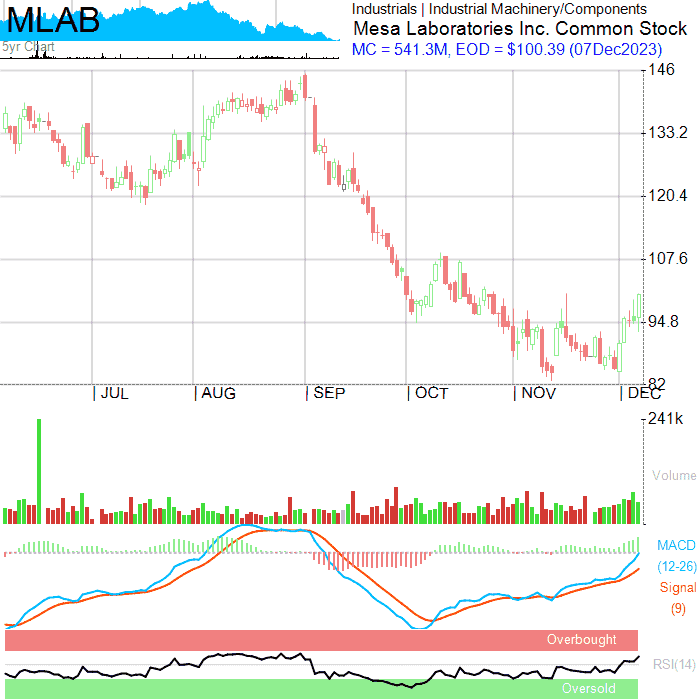 MLAB
5yr Chart
Industrials | Industrial Machinery/Components
Mesa Laboratories Inc. Common Stock
MC = 541.3M, EOD = $100.39 (07Dec2023)
146
133.2
120.4
107.6
94.8
82
JUL
AUG
SEP
OCT
NOV
DEC
241k
Volume
MACD
(12-26)
Signal
(9)
Overbought
RSI(14)
Oversold